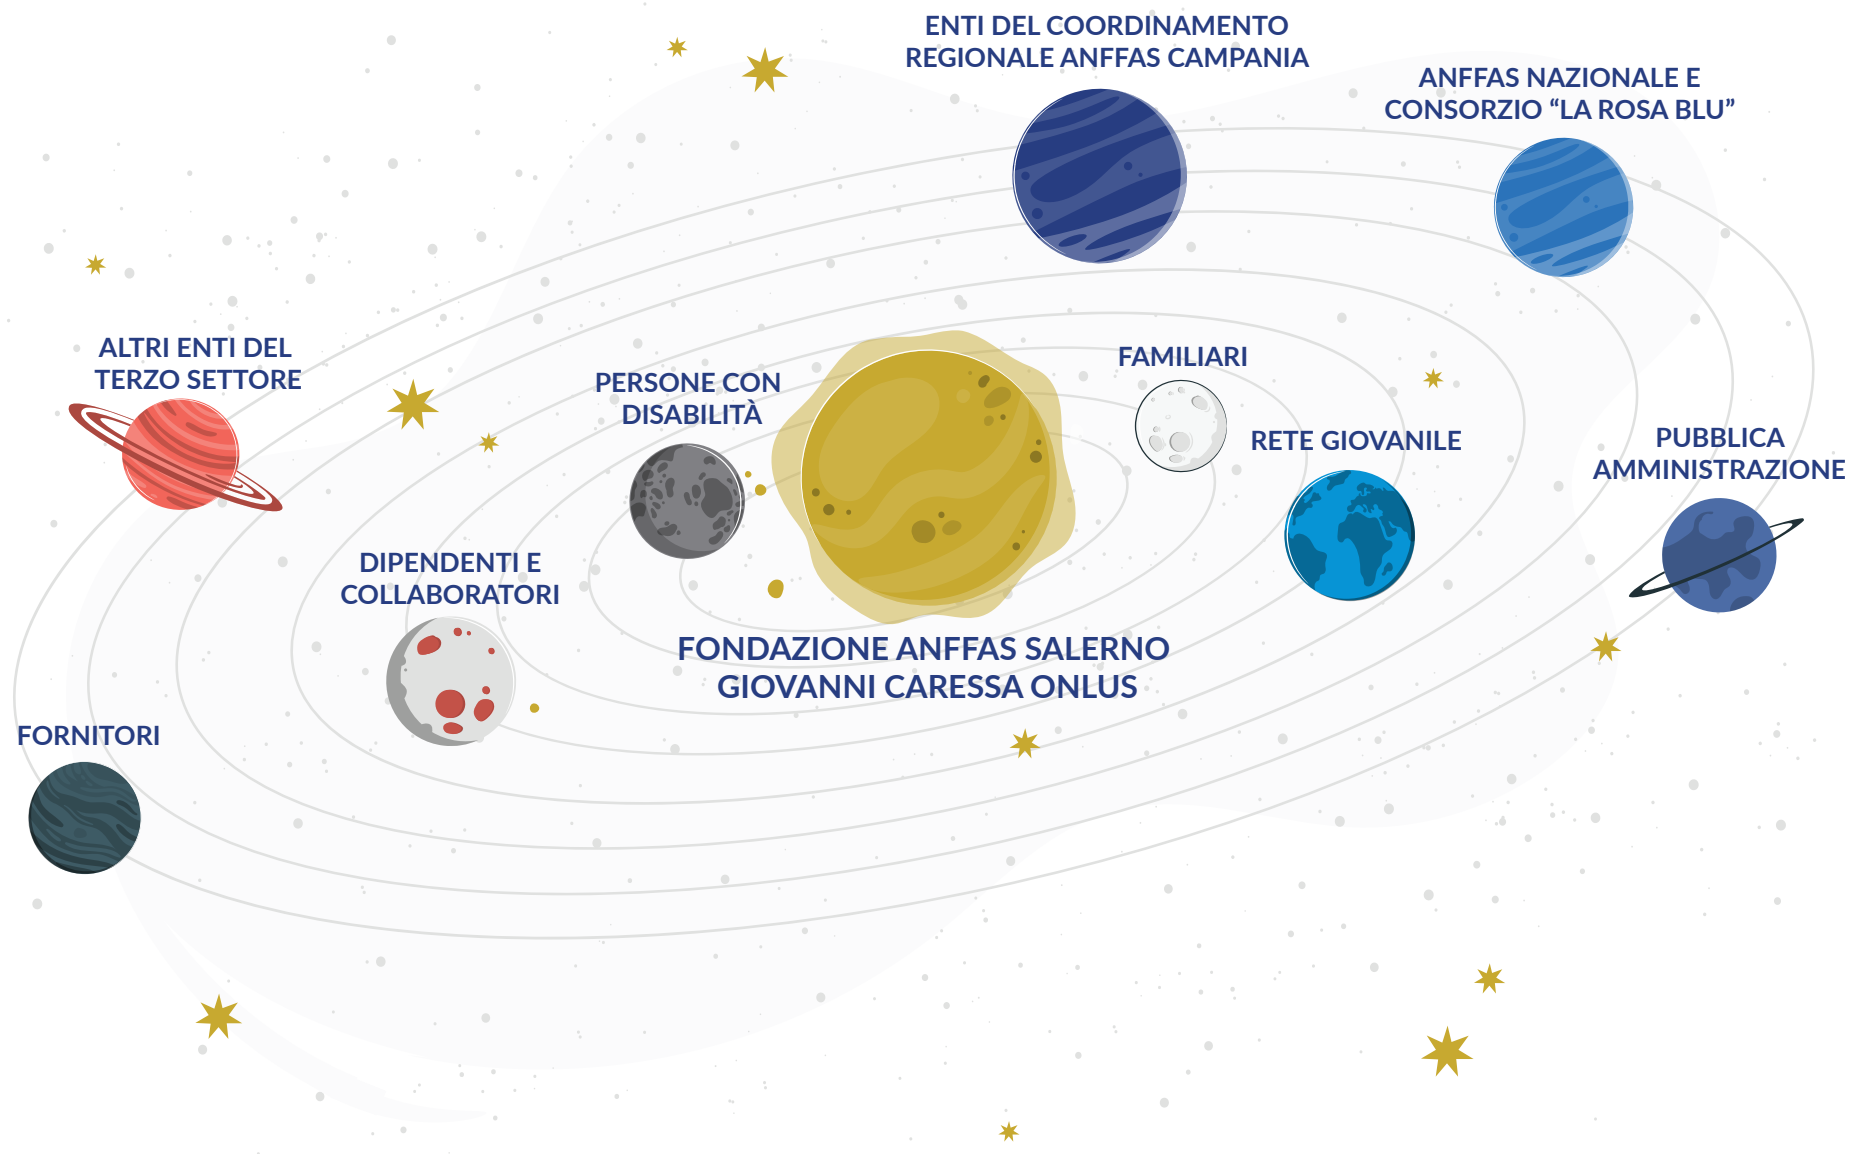 ENTI DEL COORDINAMENTO
REGIONALE ANFFAS CAMPANIA
ANFFAS NAZIONALE E
CONSORZIO “LA ROSA BLU”
ALTRI ENTI DEL
TERZO SETTORE
PERSONE CON
DISABILITÀ
FAMILIARI
RETE GIOVANILE
PUBBLICA
AMMINISTRAZIONE
DIPENDENTI E
COLLABORATORI
FONDAZIONE ANFFAS SALERNO
GIOVANNI CARESSA ONLUS
FORNITORI